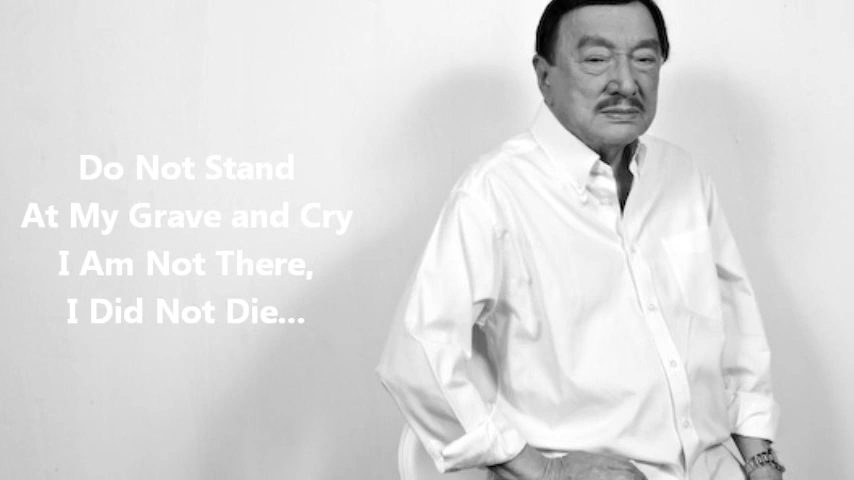 Do Not Stand
At My Grave and Cry
I Am Not There,
I Did Not Die...